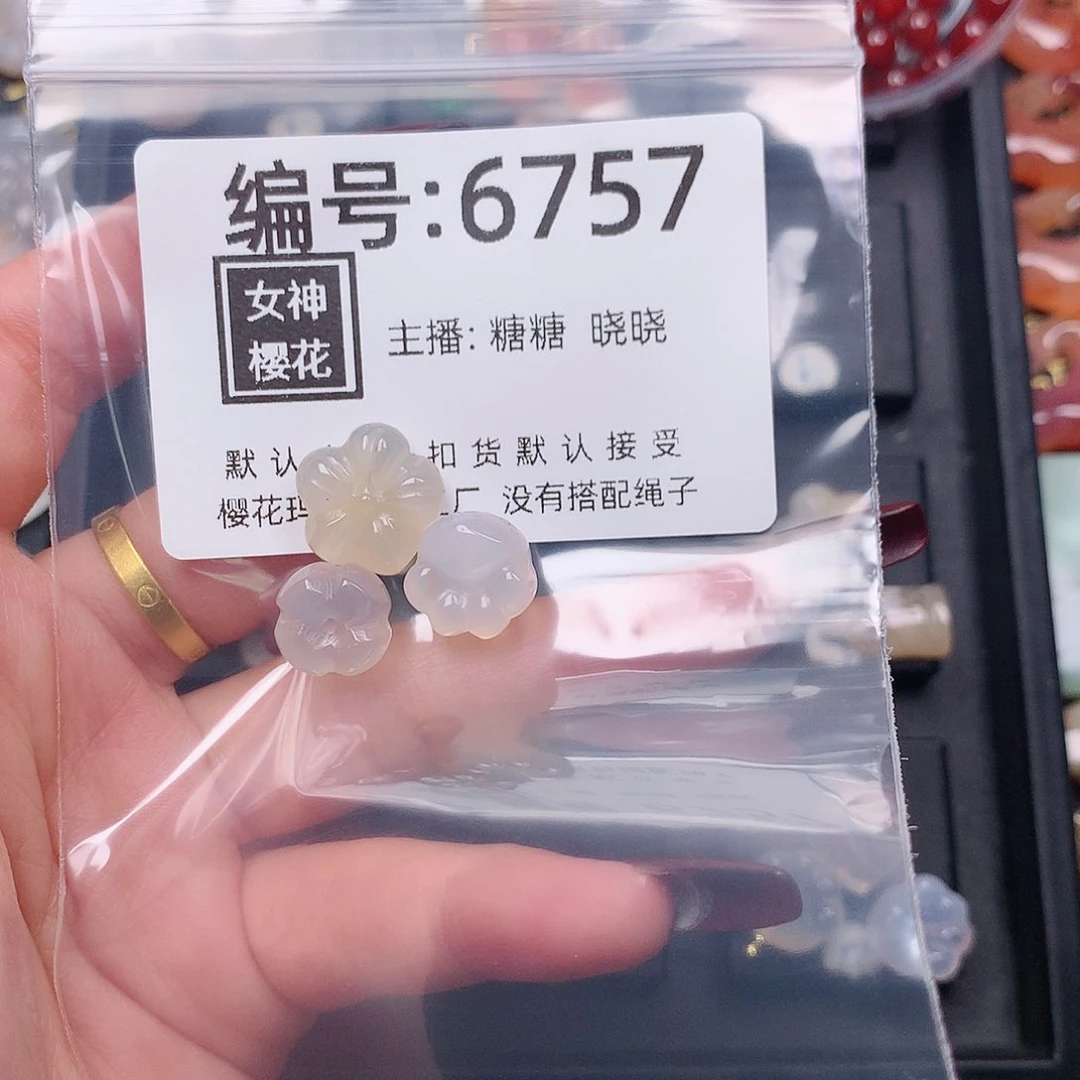 编号:6757
女神
樱花
主播: 糖糖 晓晓
默认 扣货默认接受
樱花玛 厂 没有搭配绳子